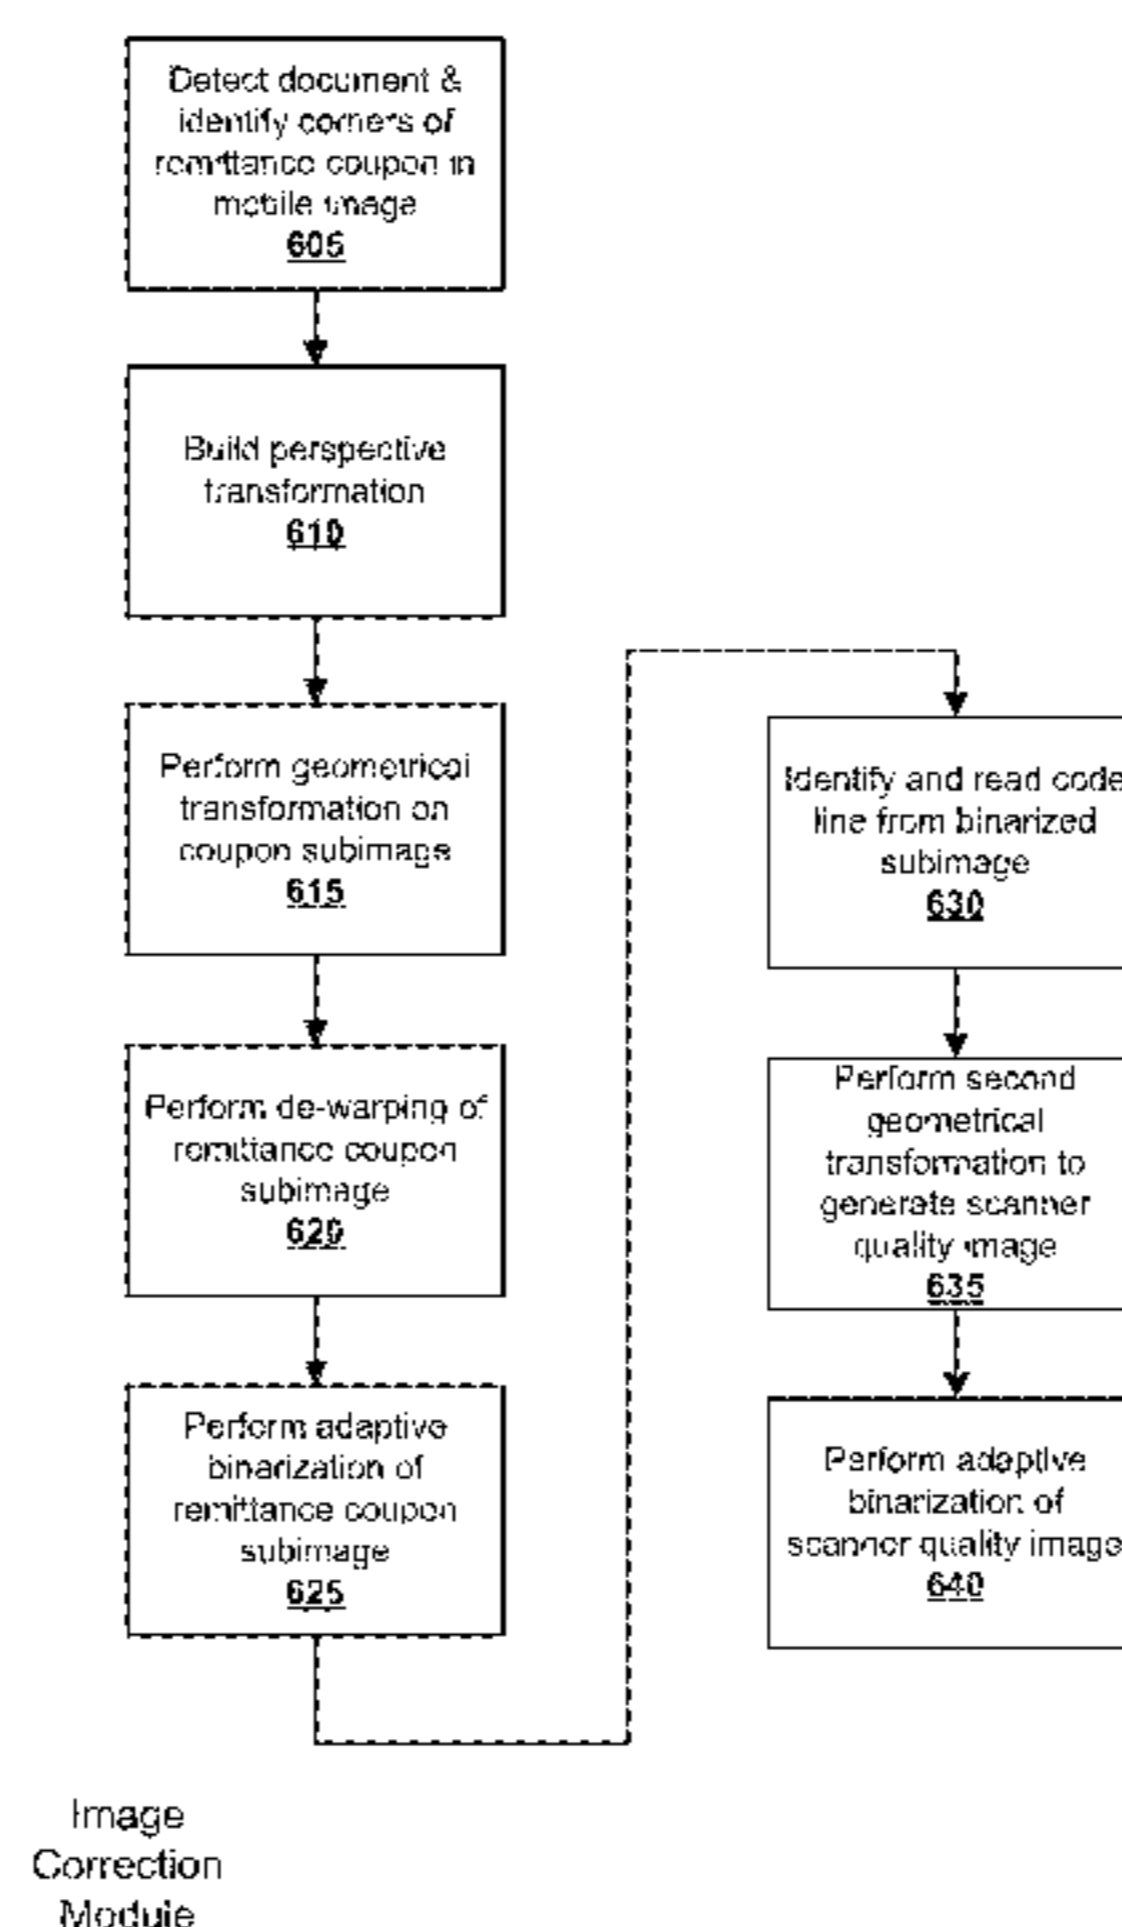 Detect document &
identify corners of
remittance coupon in
mobile image
605
Build perspective
transformation
610
Perform geometrical
transformation on
coupon subimage
615
Perform de-warping of
remittance coupon
subimage
620
Perform adaptive
binarization of
remittance coupon
subimage
625
Identify and read code
line from binarized
subimage
630
Perform second
geometrical
transformation to
generate scanner
quality image
635
Perform adaptive
binarization of
scanner quality image
640
Image
Correction
Module